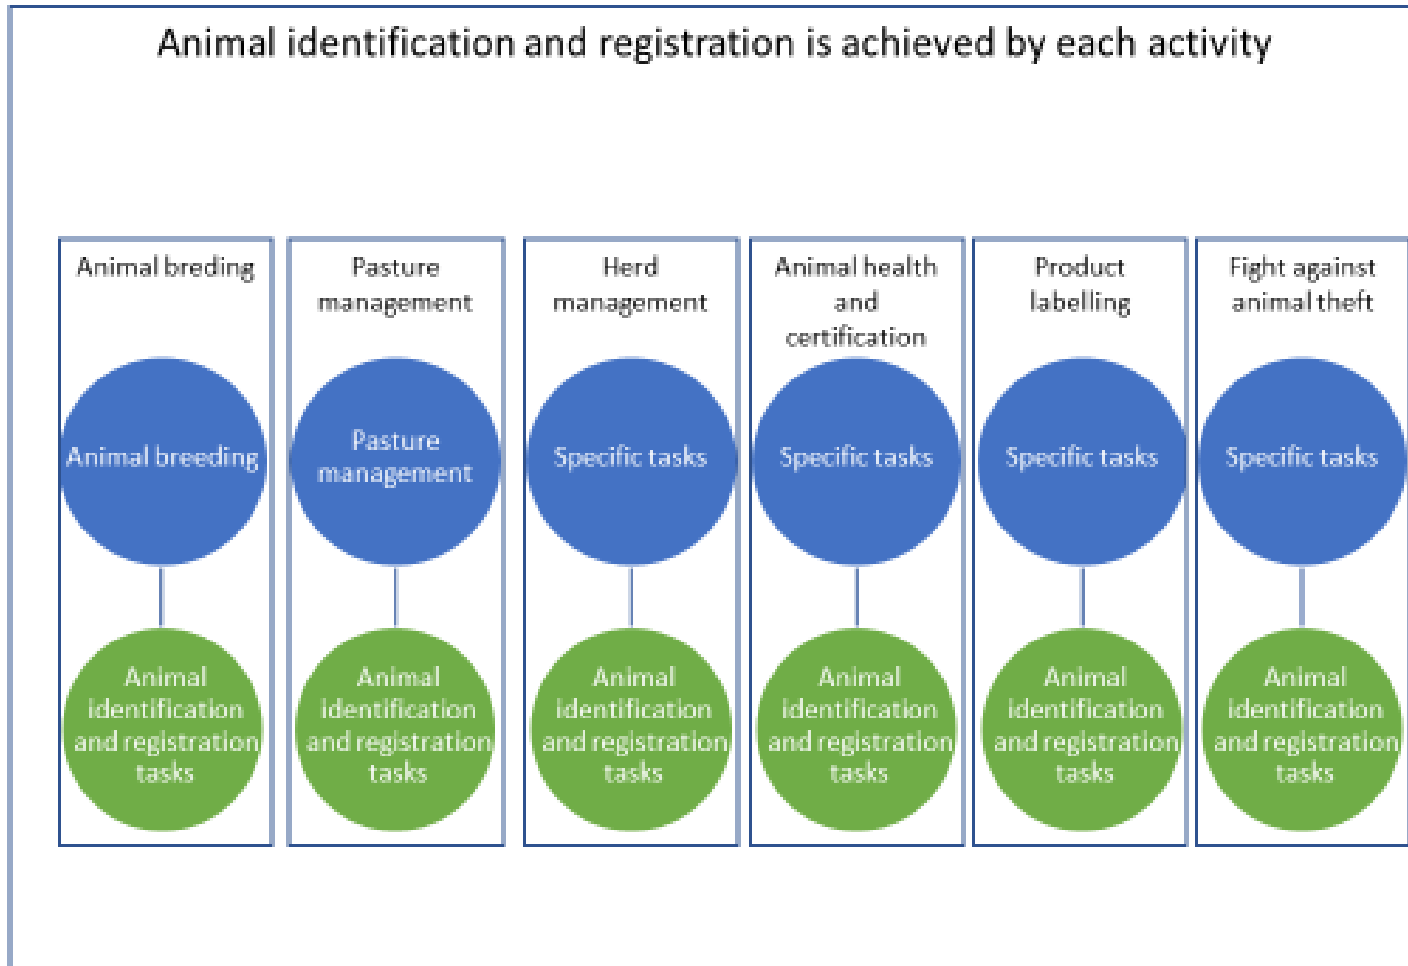 Animal identification and registration is achieved by each activity
Animal breding
Pasture
management
Herd
management
Animal health
and
certification
Product
labelling
Fight against
animal theft
Animal breeding
Pasture
management
Specific tasks
Specific tasks
Specific tasks
Specific tasks
Animal
identification
and registration
tasks
Animal
identification
and registration
tasks
Animal
identification
and registration
tasks
Animal
identification
and registration
tasks
Animal
identification
and registration
tasks
Animal
identification
and registration
tasks